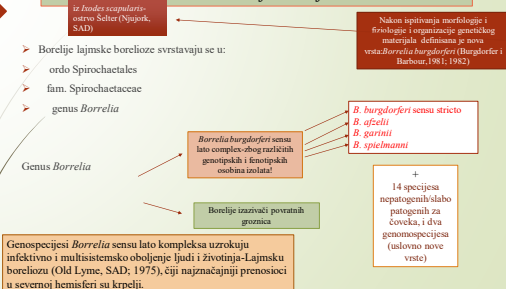 iz Ixodes scapularis-
ostrvo Šelter (Njujork,
SAD)
Nakon ispitivanja morfologije i
fiziologije i organizacije genetičkog
materijala definisana je nova
vrsta:Borrelia burgdorferi (Burgdorfer i
Barbour,1981; 1982)
Borelije lajmske borelioze svrstavaju se u:
ordo Spirochaetales
fam. Spirochaetaceae
genus Borrelia
Genus Borrelia
Borrelia burgdorferi sensu
lato complex-zbog različitih
genotipskih i fenotipskih
osobina izolata!
B. burgdorferi sensu stricto
B. afzelii
B. garinii
B. spielmanni
+
14 specijesa
nepatogenih/slabo
patogenih za
čoveka, i dva
genomospecijesa
(uslovno nove
vrste)
Borelije izazivači povratnih
groznica
Genospecijesi Borrelia sensu lato kompleksa uzrokuju
infektivno i multisistemsko oboljenje ljudi i životinja-Lajmsku
boreliozu (Old Lyme, SAD; 1975), čiji najznačajniji prenosioci
u severnoj hemisferi su krpelji.